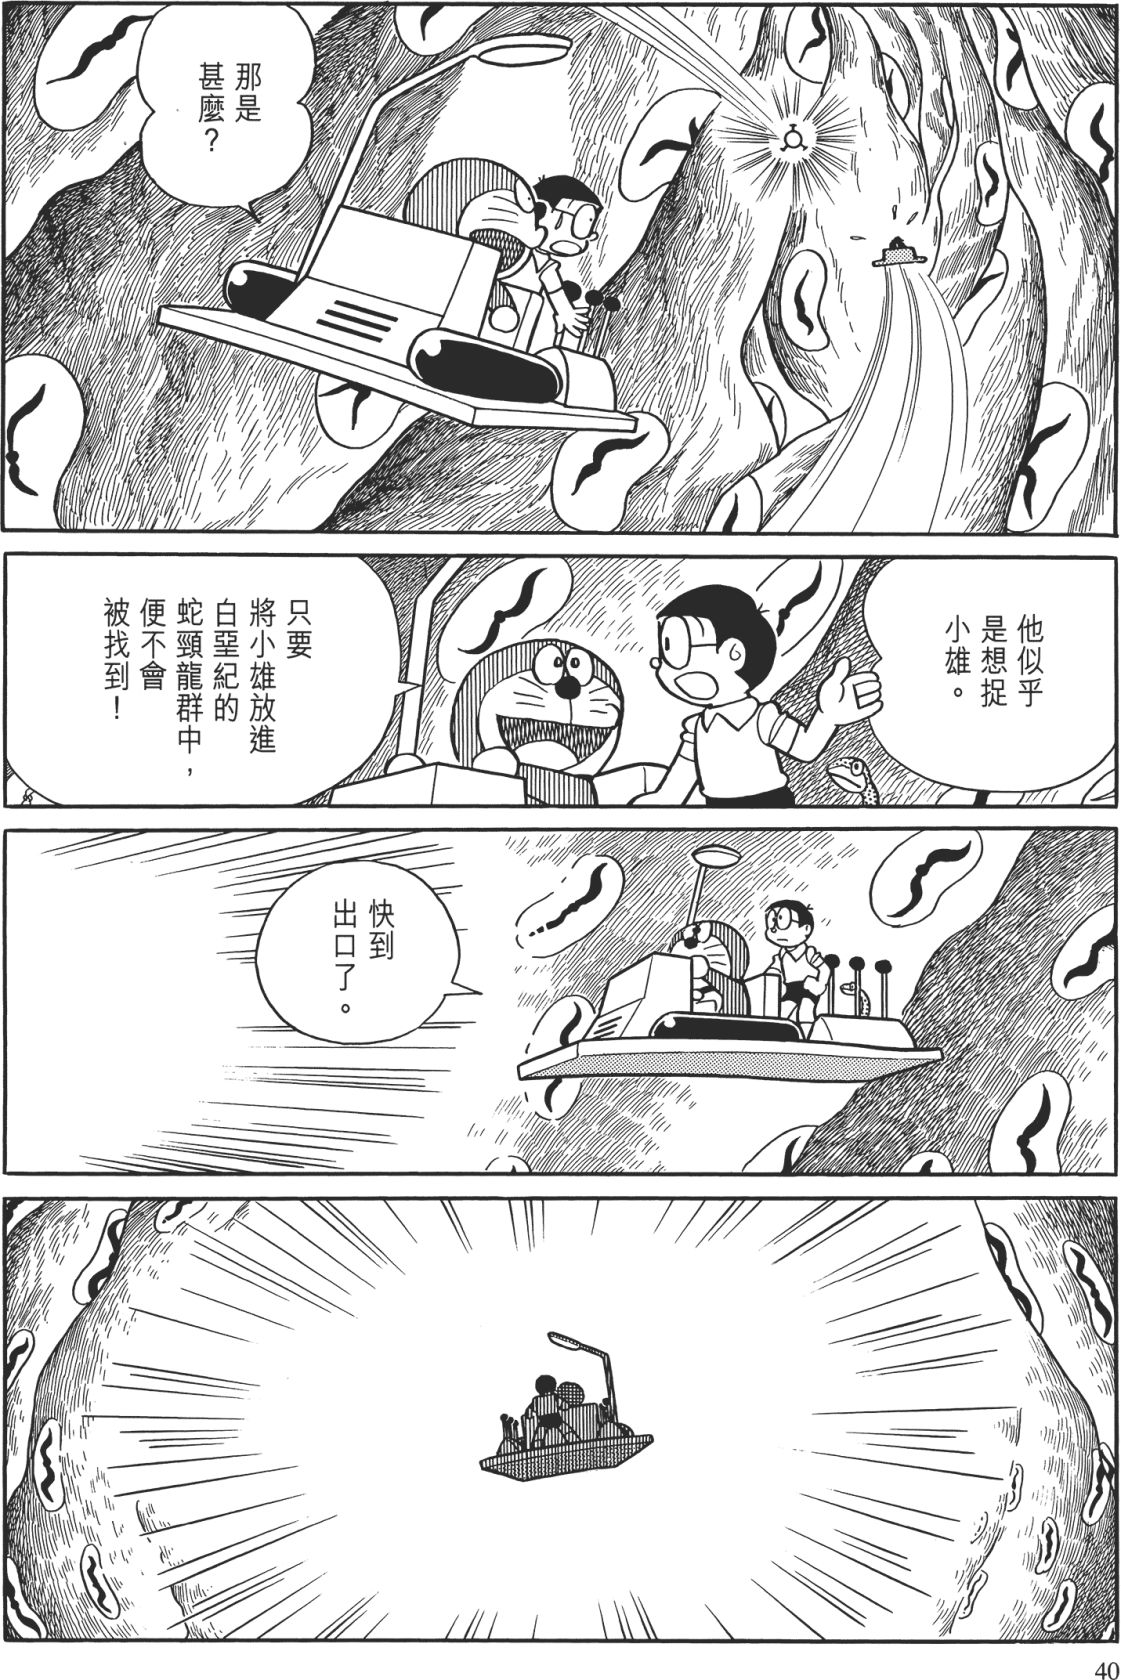 那是
甚麼？
他似乎
是想捉
小雄。
只要
將小雄放進
白堊紀的
蛇頸龍群中，
便不會
被找到！
快到
出口了。
40